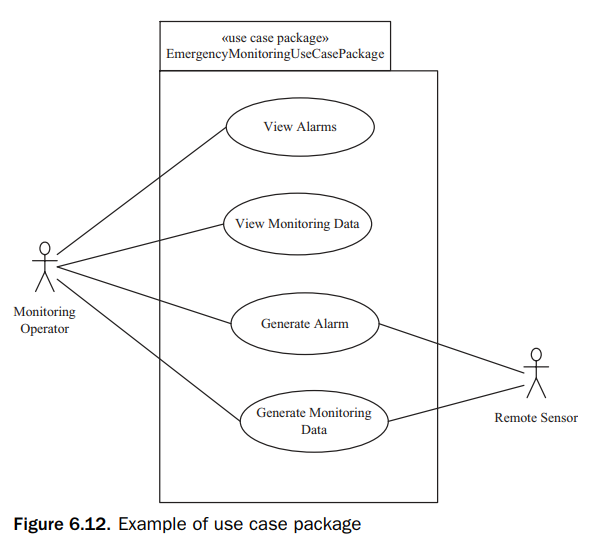 «use case package»
EmergencyMonitoringUseCasePackage
View Alarms
View Monitoring Data
Generate Alarm
Monitoring
Operator
Generate Monitoring
Data
Remote Sensor
Figure 6.12. Example of use case package